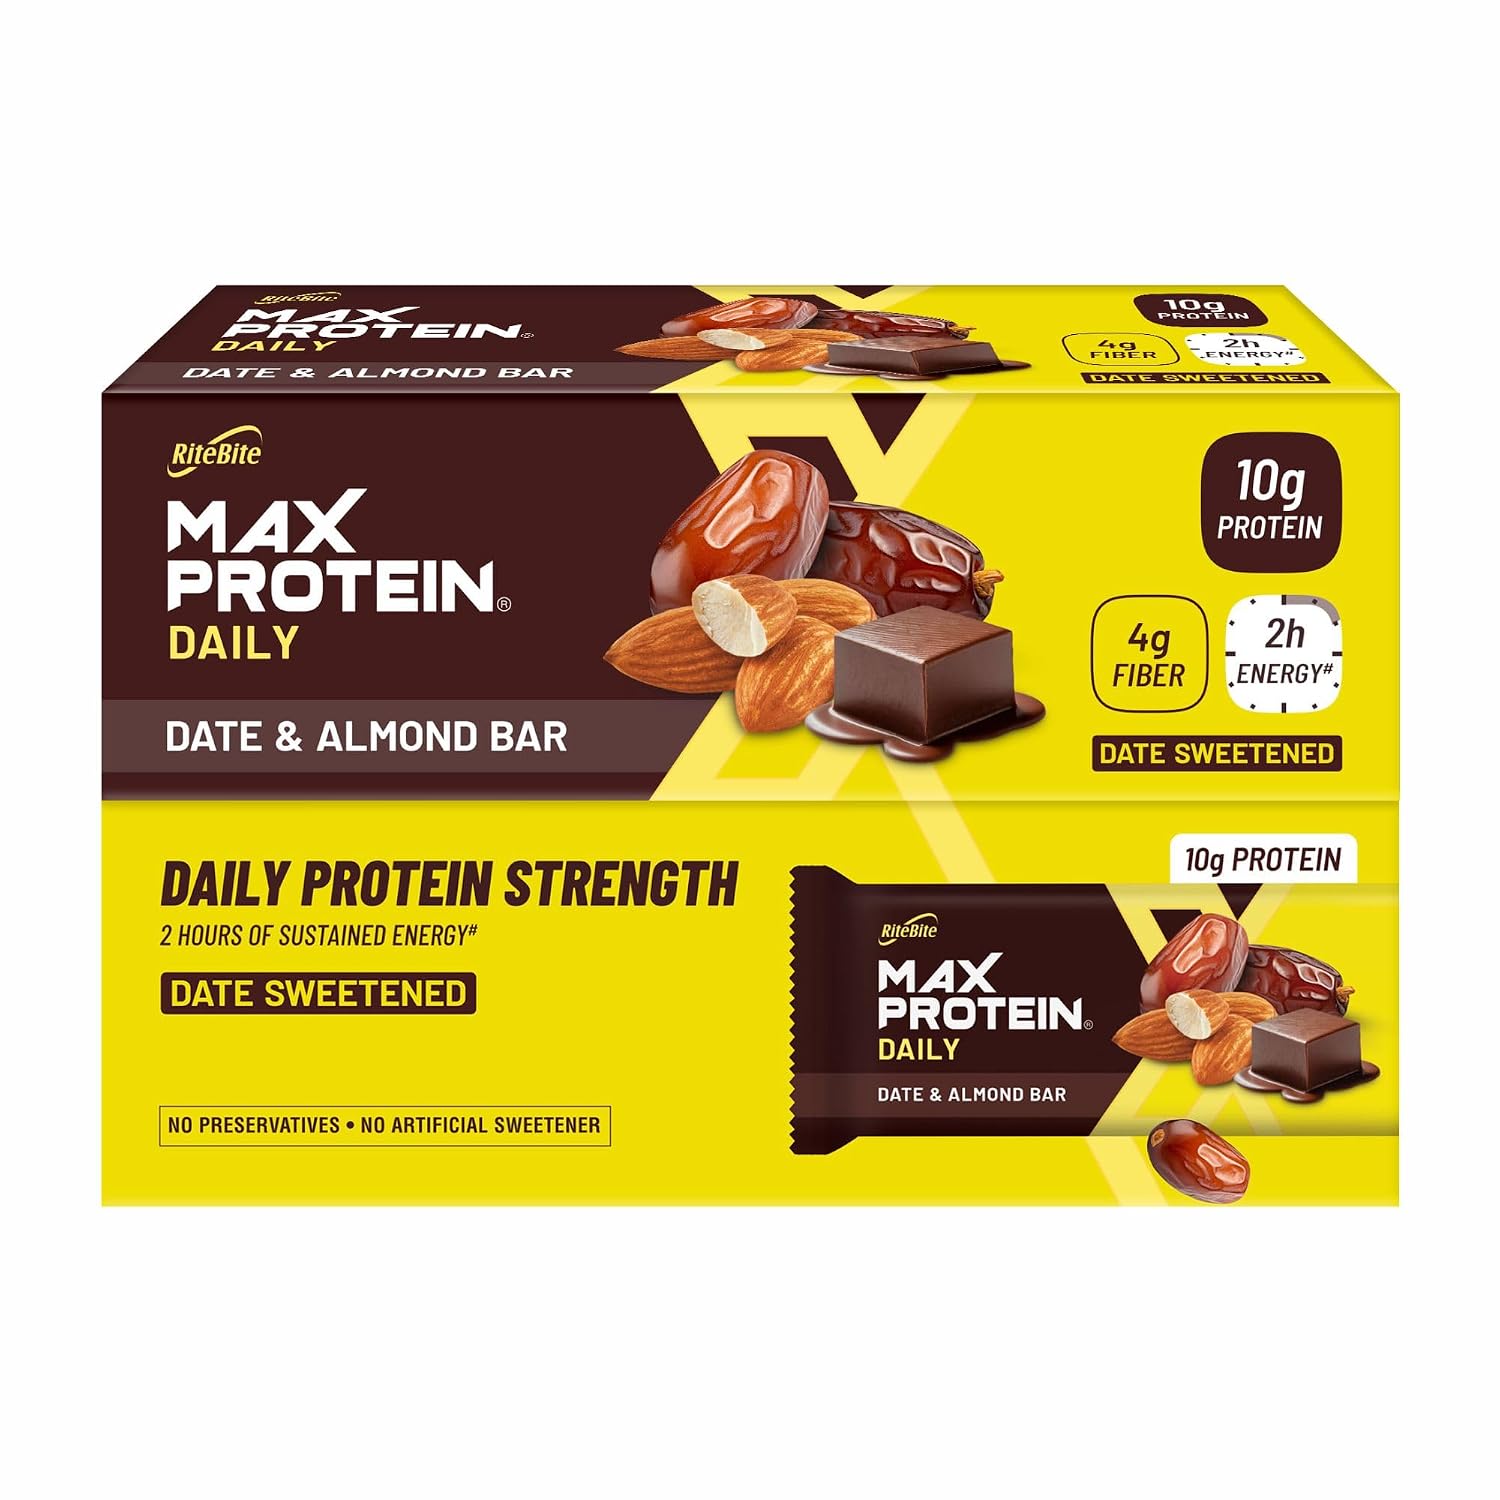 RiteBite
MAX
PROTEIN®
DAILY
DATE & ALMOND BAR
10g
PROTEIN
4g
FIBER
2h
ENERGY#
DATE SWEETENED
RiteBite
MAX
PROTEIN®
DAILY
DATE & ALMOND BAR
10g
PROTEIN
4g
FIBER
2h
ENERGY#
DATE SWEETENED
DAILY PROTEIN STRENGTH
2 HOURS OF SUSTAINED ENERGY#
DATE SWEETENED
NO PRESERVATIVES • NO ARTIFICIAL SWEETENER
10g PROTEIN
RiteBite
MAX
PROTEIN®
DAILY
DATE & ALMOND BAR